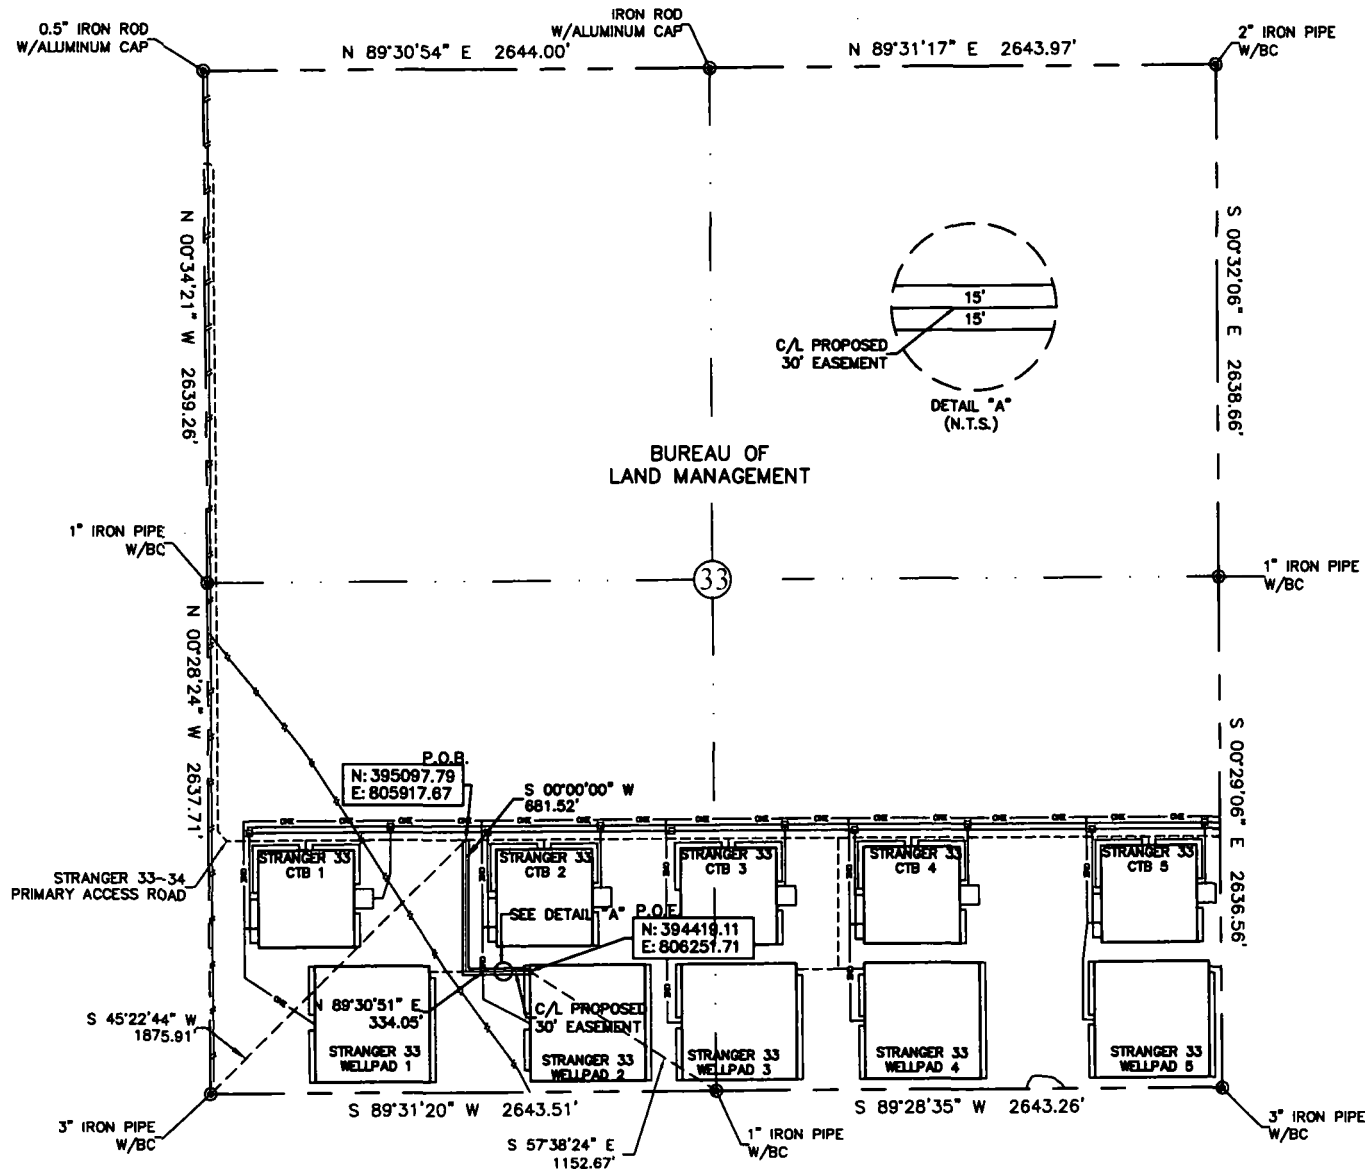 0.5" IRON ROD
W/ALUMINUM CAP
N 89°30'54" E 2644.00'
IRON ROD
W/ALUMINUM CAP
N 89°31'17" E 2643.97'
2" IRON PIPE
W/BC
N 00°34'21" W 2639.26'
S 00°32'06" E 2638.66'
15'
15'
C/L PROPOSED
30' EASEMENT
DETAIL "A"
(N.T.S.)
BUREAU OF
LAND MANAGEMENT
1" IRON PIPE
W/BC
33
1" IRON PIPE
W/BC
N 00°28'24" W 2637.71'
S 00°29'06" E 2636.56'
P.O.B.
N: 395097.79
E: 805917.67
S 00°00'00" W
681.52'
OHE OHE OHE OHE OHE OHE OHE OHE
STRANGER 33-34
PRIMARY ACCESS ROAD
STRANGER 33
CTB 1
STRANGER 33
CTB 2
STRANGER 33
CTB 3
STRANGER 33
CTB 4
STRANGER 33
CTB 5
SEE DETAIL "A"
P.O.E.
N: 394419.11
E: 806251.71
N 89°30'51" E
334.05'
C/L PROPOSED
30' EASEMENT
S 45°22'44" W
1875.91'
STRANGER 33
WELLPAD 1
STRANGER 33
WELLPAD 2
STRANGER 33
WELLPAD 3
STRANGER 33
WELLPAD 4
STRANGER 33
WELLPAD 5
S 89°31'20" W 2643.51'
S 89°28'35" W 2643.26'
3" IRON PIPE
W/BC
S 57°38'24" E
1152.67'
1" IRON PIPE
W/BC
3" IRON PIPE
W/BC